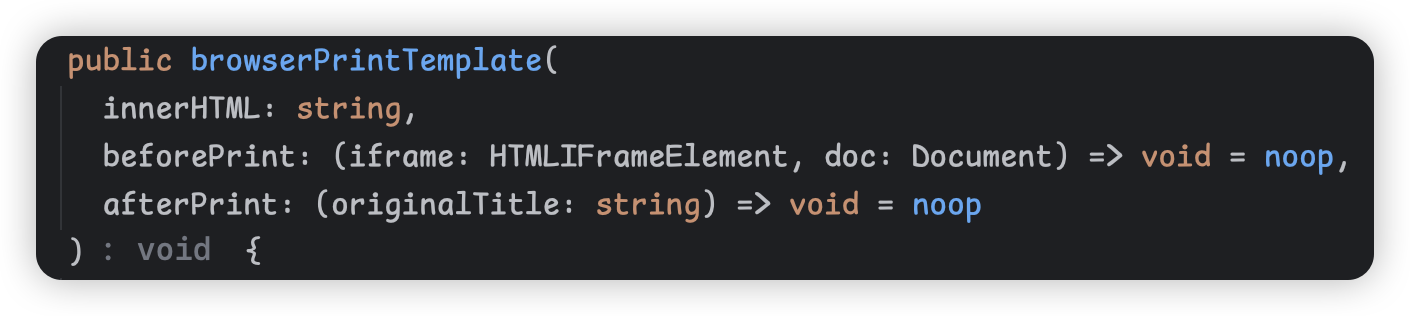 public browserPrintTemplate(
innerHTML: string,
beforePrint: (iframe: HTMLIFrameElement, doc: Document) => void = noop,
afterPrint: (originalTitle: string) => void = noop
) : void {